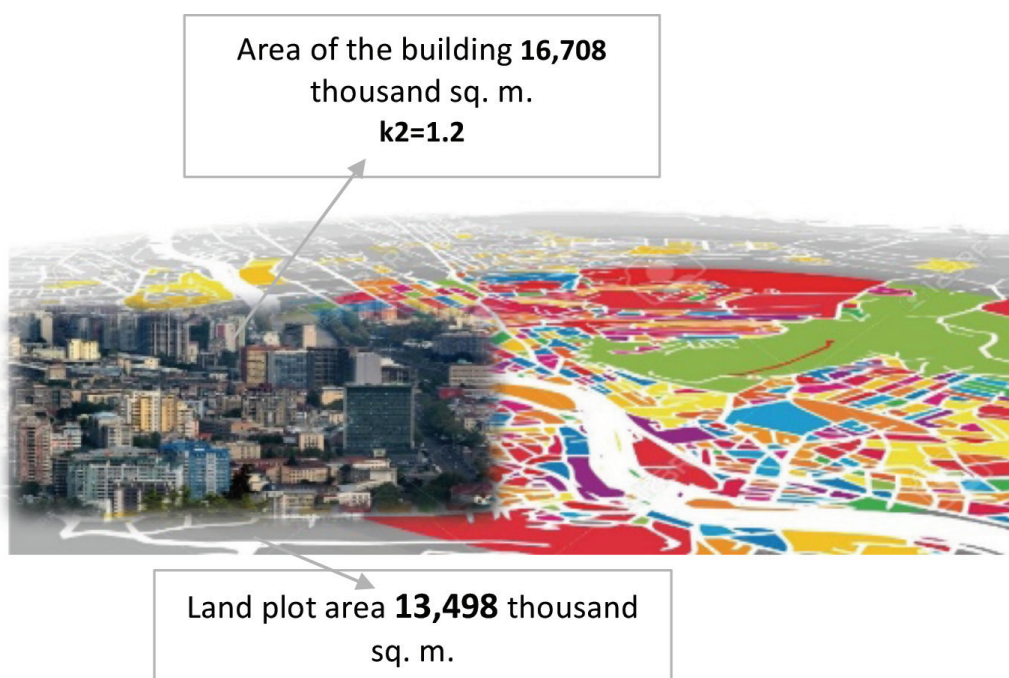 Area of the building 16,708
thousand sq. m.
k2=1.2
Land plot area 13,498 thousand
sq. m.